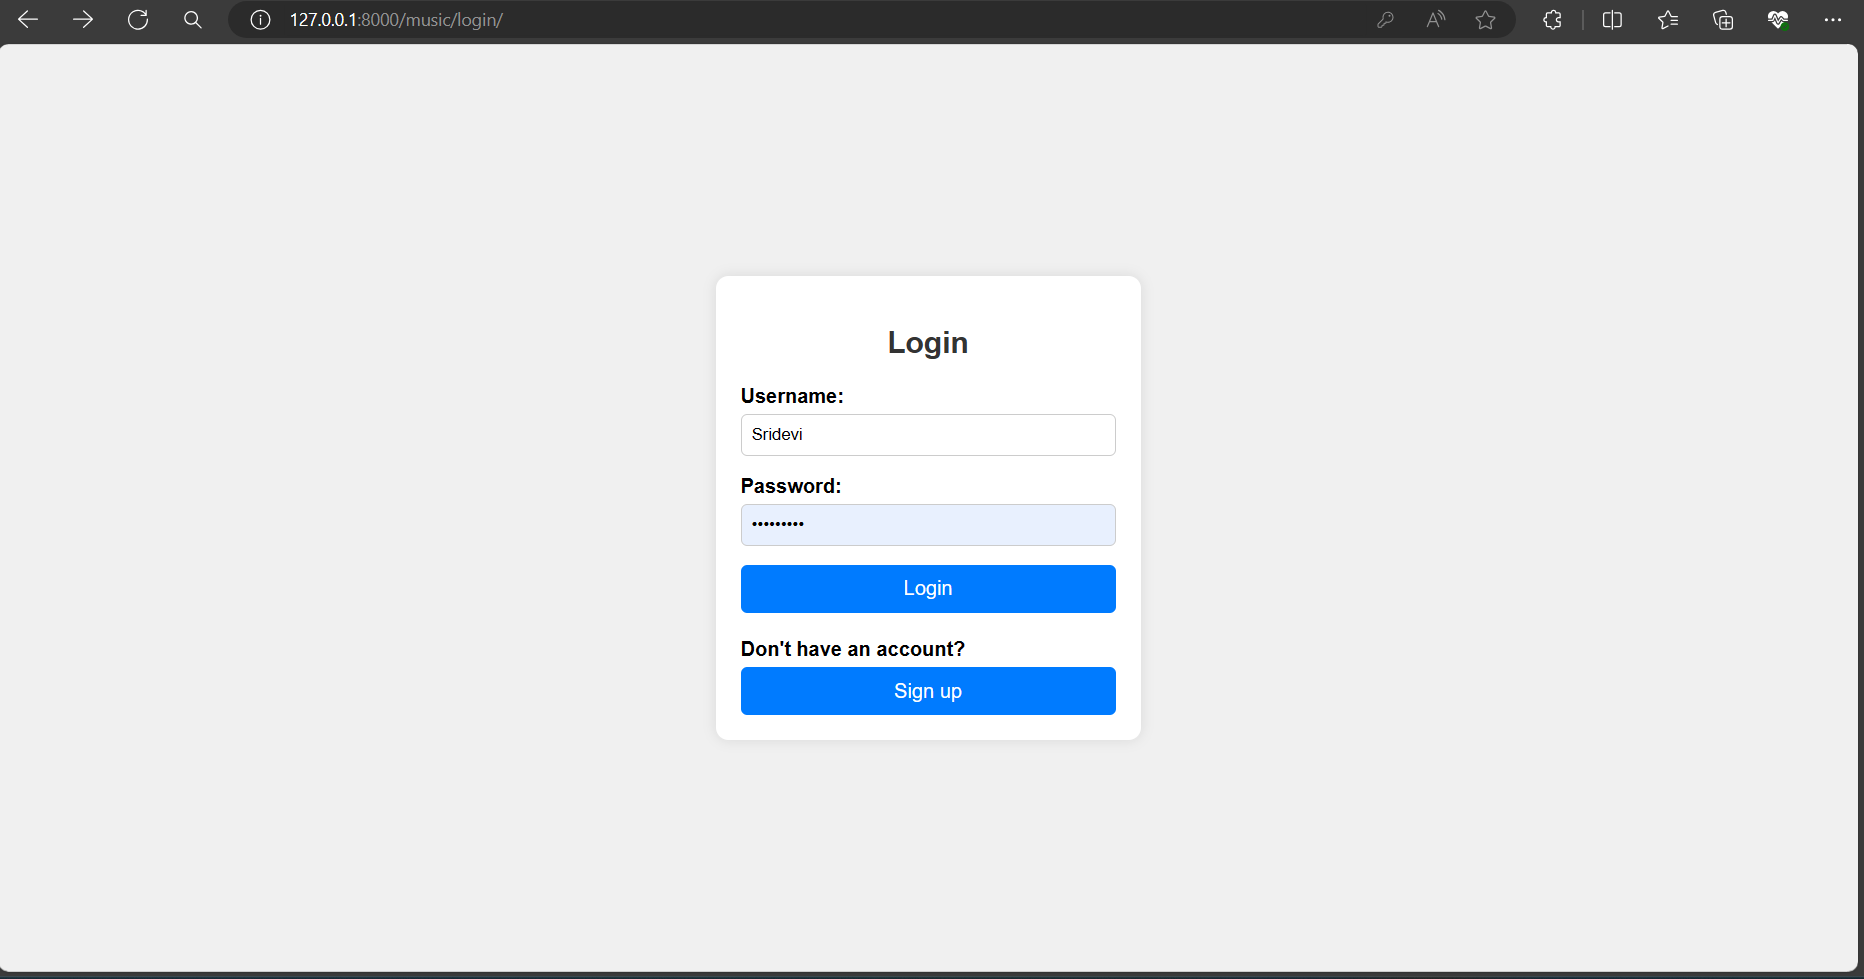 127.0.0.1:8000/music/login/
Login
Username:
Sridevi
Password:
•••••••••
Login
Don't have an account?
Sign up